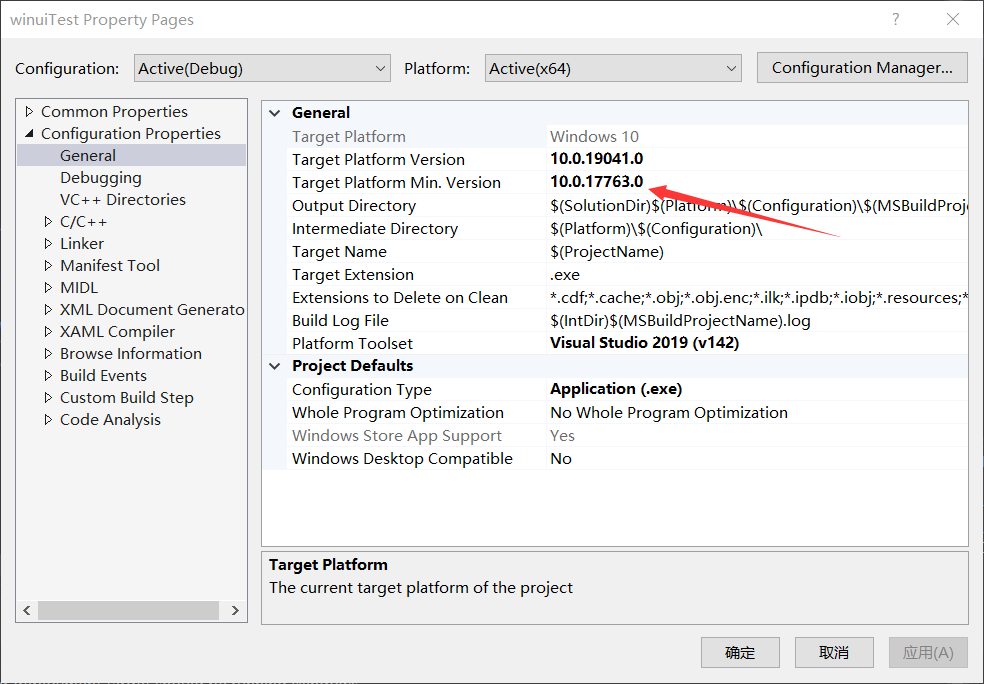 winuiTest Property Pages
?
Configuration: Active(Debug) Platform: Active(x64) Configuration Manager...
Common Properties
Configuration Properties
General
Debugging
VC++ Directories
C/C++
Linker
Manifest Tool
MIDL
XML Document Generato
XAML Compiler
Browse Information
Build Events
Custom Build Step
Code Analysis
General
Target Platform Windows 10
Target Platform Version 10.0.19041.0
Target Platform Min. Version 10.0.17763.0
Output Directory $(SolutionDir)$(Platform)\$(Configuration)\$(MSBuildProje
Intermediate Directory $(Platform)\$(Configuration)\
Target Name $(ProjectName)
Target Extension .exe
Extensions to Delete on Clean *.cdf;*.cache;*.obj;*.obj.enc;*.ilk;*.ipdb;*.iobj;*.resources;*
Build Log File $(IntDir)$(MSBuildProjectName).log
Platform Toolset Visual Studio 2019 (v142)
Project Defaults
Configuration Type Application (.exe)
Whole Program Optimization No Whole Program Optimization
Windows Store App Support Yes
Windows Desktop Compatible No
Target Platform
The current target platform of the project
确定 取消 应用(A)